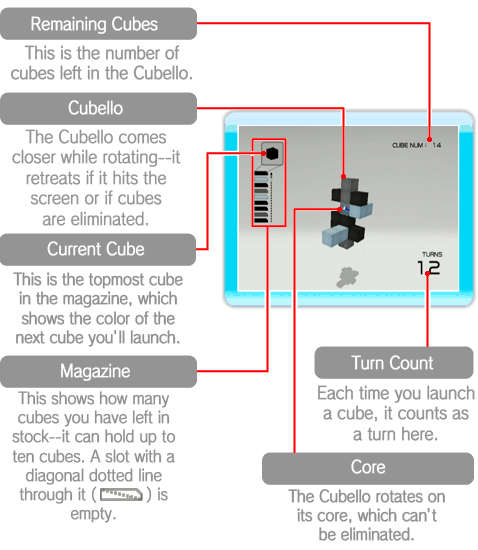 Remaining Cubes
This is the number of
cubes left in the Cubello.
Cubello
The Cubello comes
closer while rotating--it
retreats if it hits the
screen or if cubes
are eliminated.
Current Cube
This is the topmost cube
in the magazine, which
shows the color of the
next cube you'll launch.
Magazine
This shows how many
cubes you have left in
stock--it can hold up to
ten cubes. A slot with a
diagonal dotted line
through it ( ) is
empty.
CUBE NUM 14
TURNS
12
Turn Count
Each time you launch
a cube, it counts as
a turn here.
Core
The Cubello rotates on
its core, which can't
be eliminated.